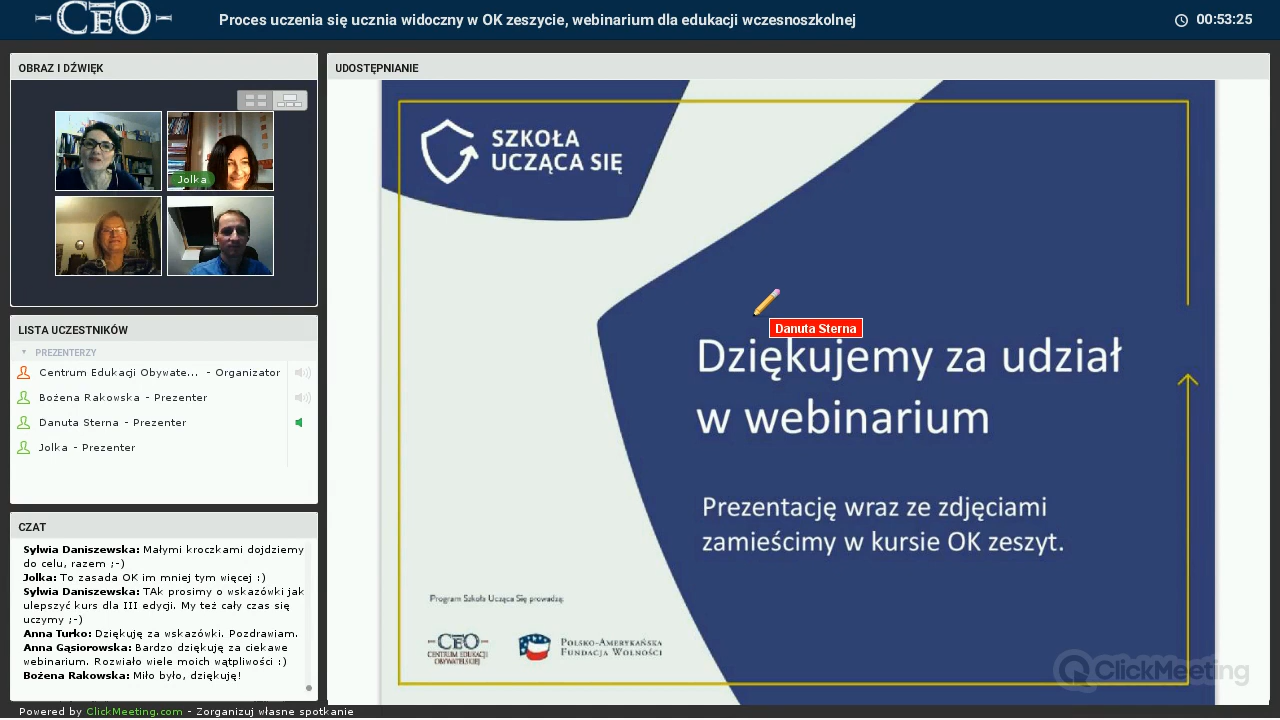 CEO
Proces uczenia się ucznia widoczny w OK zeszycie, webinarium dla edukacji wczesnoszkolnej
00:53:25
OBRAZ I DŹWIĘK
Jolka
LISTA UCZESTNIKÓW
PREZENTERZY
Centrum Edukacji Obywate... - Organizator
Bożena Rakowska - Prezenter
Danuta Sterna - Prezenter
Jolka - Prezenter
CZAT
Sylwia Daniszewska: Małymi kroczkami dojdziemy
do celu, razem ;-)
Jolka: To zasada OK im mniej tym więcej :)
Sylwia Daniszewska: TAk prosimy o wskazówki jak
ulepszyć kurs dla III edycji. My też cały czas się
uczymy ;-)
Anna Turko: Dziękuję za wskazówki. Pozdrawiam.
Anna Gąsiorowska: Bardzo dziękuję za ciekawe
webinarium. Rozwiało wiele moich wątpliwości :)
Bożena Rakowska: Miło było, dziękuję!
Powered by ClickMeeting.com - Zorganizuj własne spotkanie
UDOSTĘPNIANIE
SZKOŁA
UCZĄCA SIĘ
Danuta Sterna
Dziękujemy za udział
w webinarium
Prezentację wraz ze zdjęciami
zamieścimy w kursie OK zeszyt.
Program Szkoła Ucząca Się prowadzą:
CEO
CENTRUM EDUKACJI
OBYWATELSKIEJ
POLSKO-AMERYKAŃSKA
FUNDACJA WOLNOŚCI
ClickMeeting